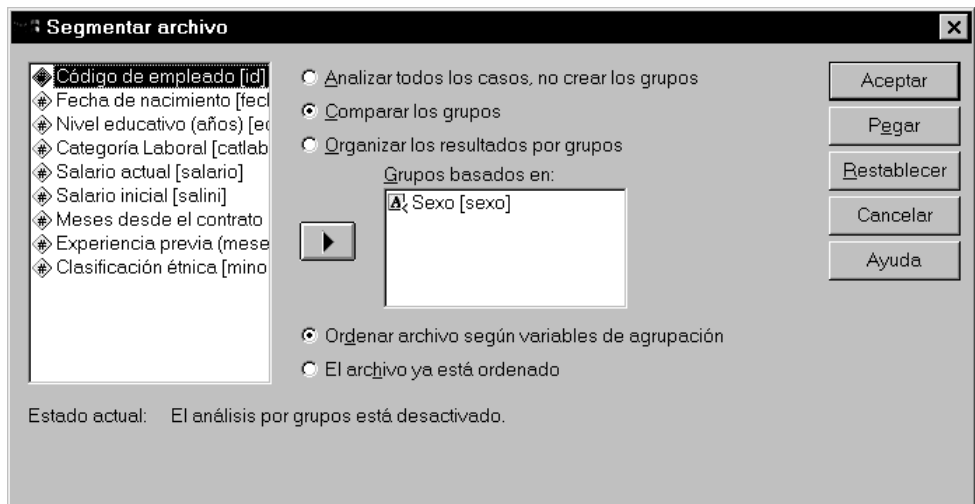 Segmentar archivo
Código de empleado [id]
Fecha de nacimiento [fecl
Nivel educativo (años) [e
Categoría Laboral [catlab
Salario actual [salario]
Salario inicial [salini]
Meses desde el contrato
Experiencia previa (mese
Clasificación étnica [mino
Analizar todos los casos, no crear los grupos
Comparar los grupos
Organizar los resultados por grupos
Grupos basados en:
Sexo [sexo]
Ordenar archivo según variables de agrupación
El archivo ya está ordenado
Aceptar
Pegar
Restablecer
Cancelar
Ayuda
Estado actual: El análisis por grupos está desactivado.